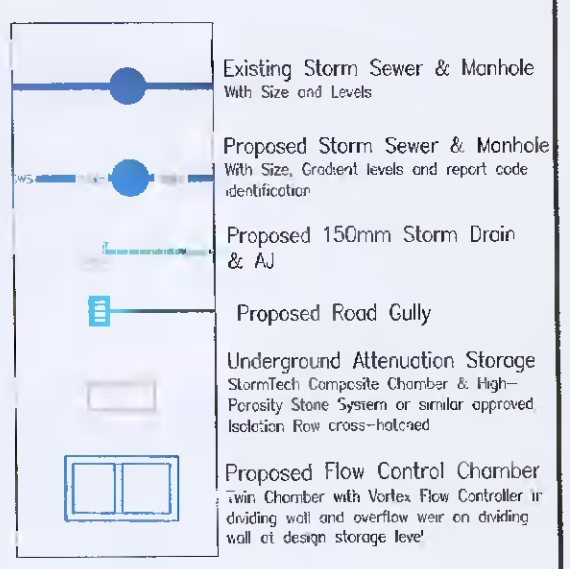 Existing Storm Sewer & Manhole
With Size and Levels
Proposed Storm Sewer & Manhole
With Size, Gradient levels and report code
identification
SWS
Proposed 150mm Storm Drain
& AJ
Proposed Road Gully
Underground Attenuation Storage
StormTech Composite Chamber & High-
Porosity Stone System or similar approved
Isolation Row cross-hatched
Proposed Flow Control Chamber
Twin Chamber with Vortex Flow Controller in
dividing wall and overflow weir on dividing
wall at design storage level